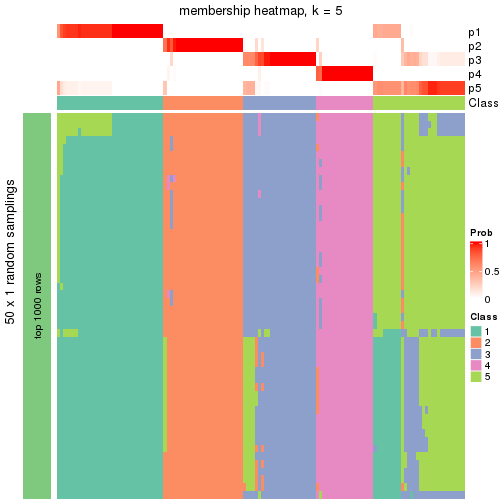 membership heatmap, k = 5
p1
p2
p3
p4
p5
Class
50 x 1 random samplings
top 1000 rows
Prob
1
0.5
0
Class
1
2
3
4
5